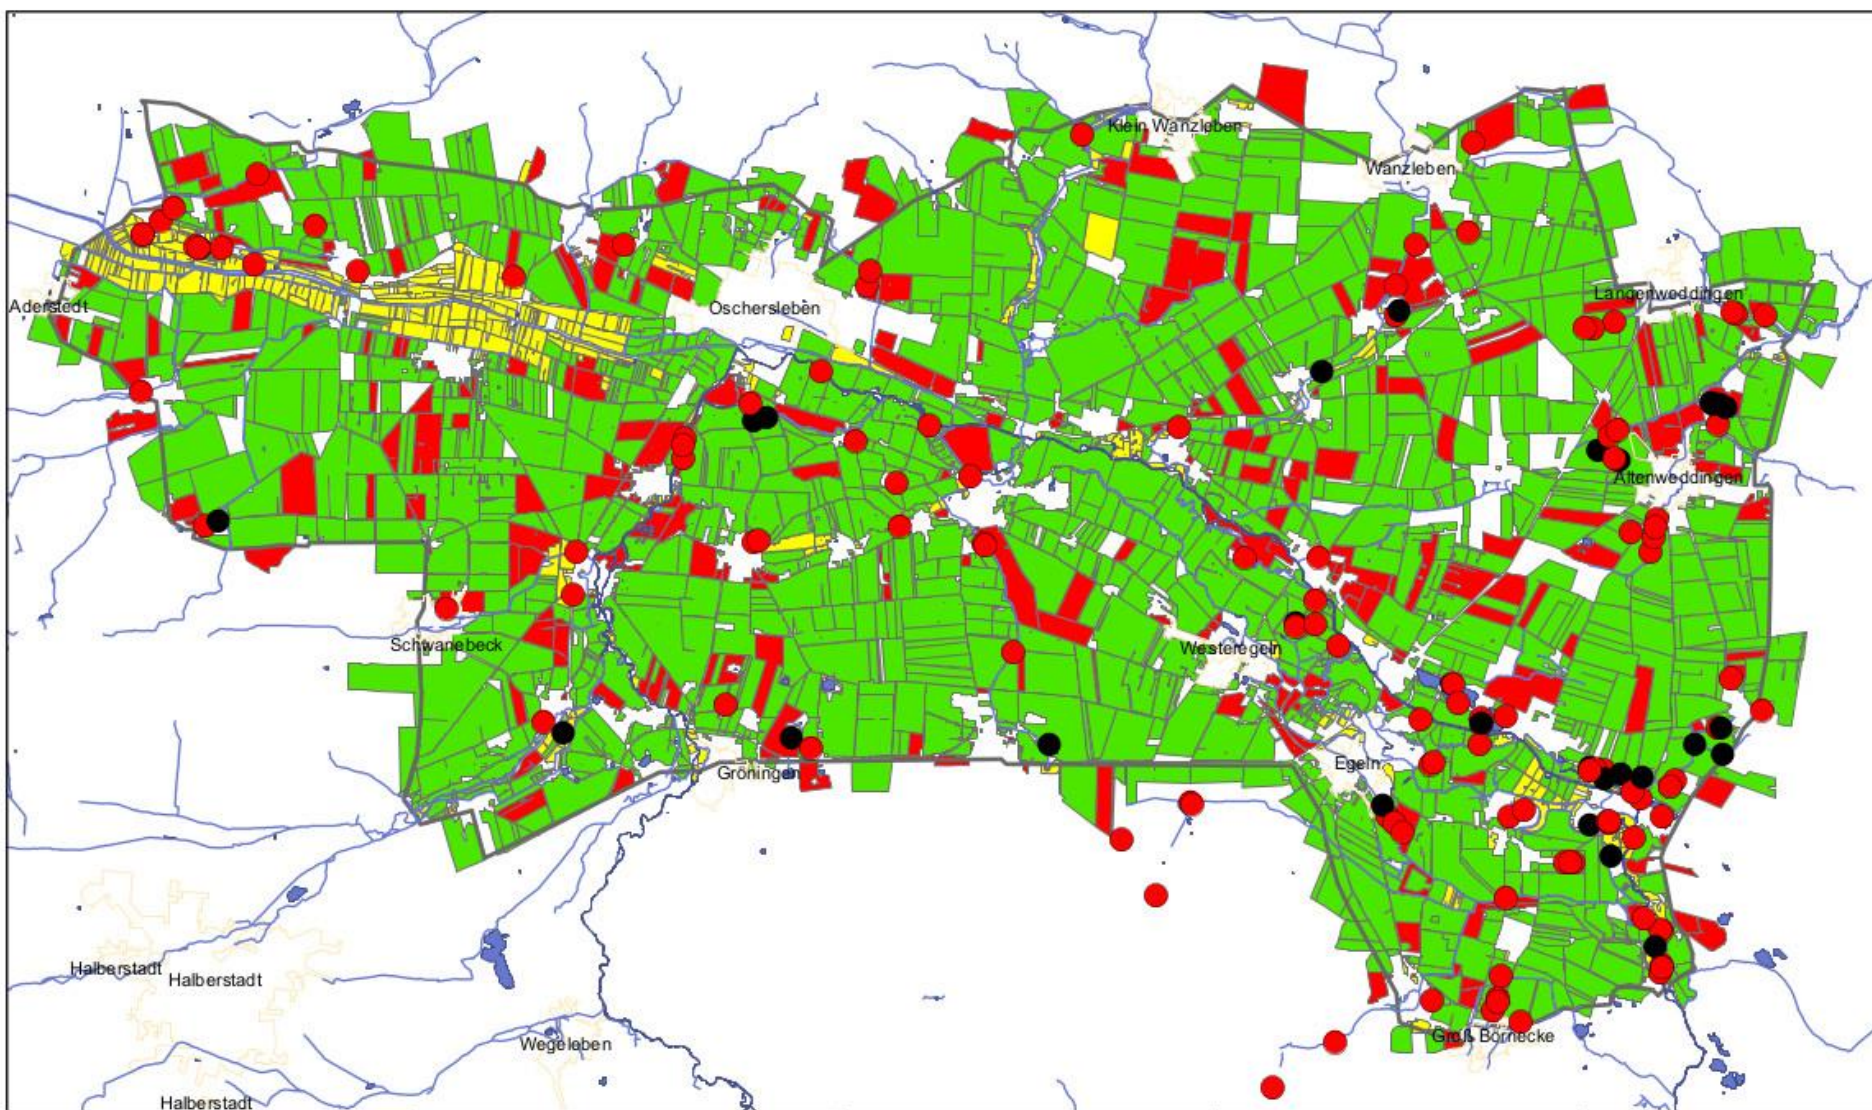 Klein Wanzleben
Wanzleben
Aderstedt
Oschersleben
Langenweddingen
Altenweddingen
Schwanebeck
Westeregeln
Gröningen
Egeln
Halberstadt
Halberstadt
Groß Börnecke
Wegeleben
Halberstadt